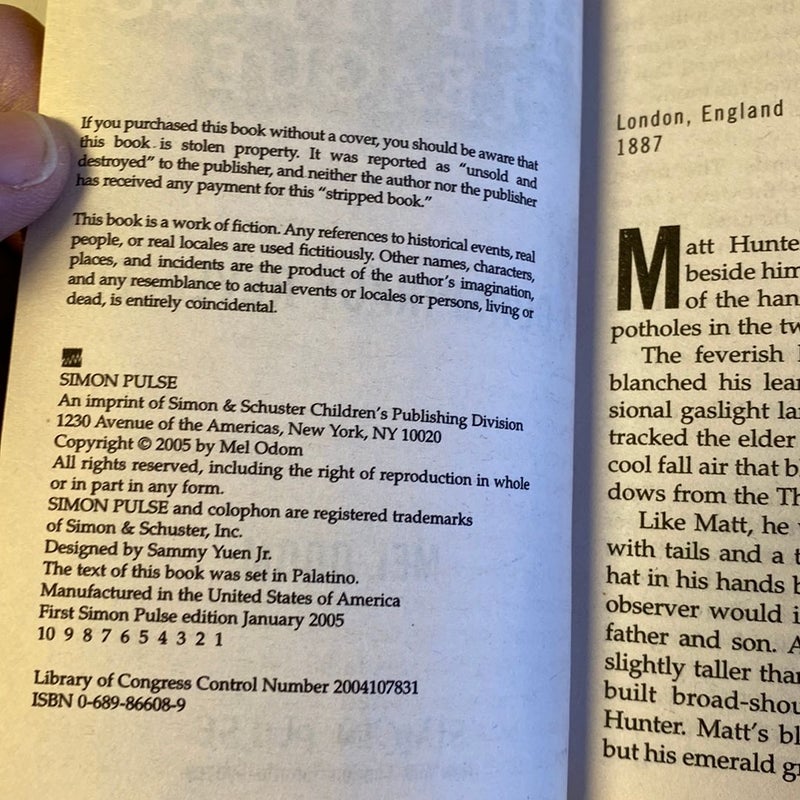 If you purchased this book without a cover, you should be aware that
this book is stolen property. It was reported as "unsold and
destroyed" to the publisher, and neither the author nor the publisher
has received any payment for this "stripped book."
This book is a work of fiction. Any references to historical events, real
people, or real locales are used fictitiously. Other names, characters,
places, and incidents are the product of the author's imagination,
and any resemblance to actual events or locales or persons, living or
dead, is entirely coincidental.
SIMON PULSE
An imprint of Simon & Schuster Children's Publishing Division
1230 Avenue of the Americas, New York, NY 10020
Copyright © 2005 by Mel Odom
All rights reserved, including the right of reproduction in whole
or in part in any form.
SIMON PULSE and colophon are registered trademarks
of Simon & Schuster, Inc.
Designed by Sammy Yuen Jr.
The text of this book was set in Palatino.
Manufactured in the United States of America
First Simon Pulse edition January 2005
10 9 8 7 6 5 4 3 2 1
Library of Congress Control Number 2004107831
ISBN 0-689-86608-9
London, England
1887
Matt Hunte
beside him
of the han
potholes in the tw
The feverish
blanched his lea
sional gaslight la
tracked the elder
cool fall air that b
dows from the Th
Like Matt, he
with tails and a t
hat in his hands b
observer would i
father and son. A
slightly taller tha
built broad-shou
Hunter. Matt's bl
but his emerald g